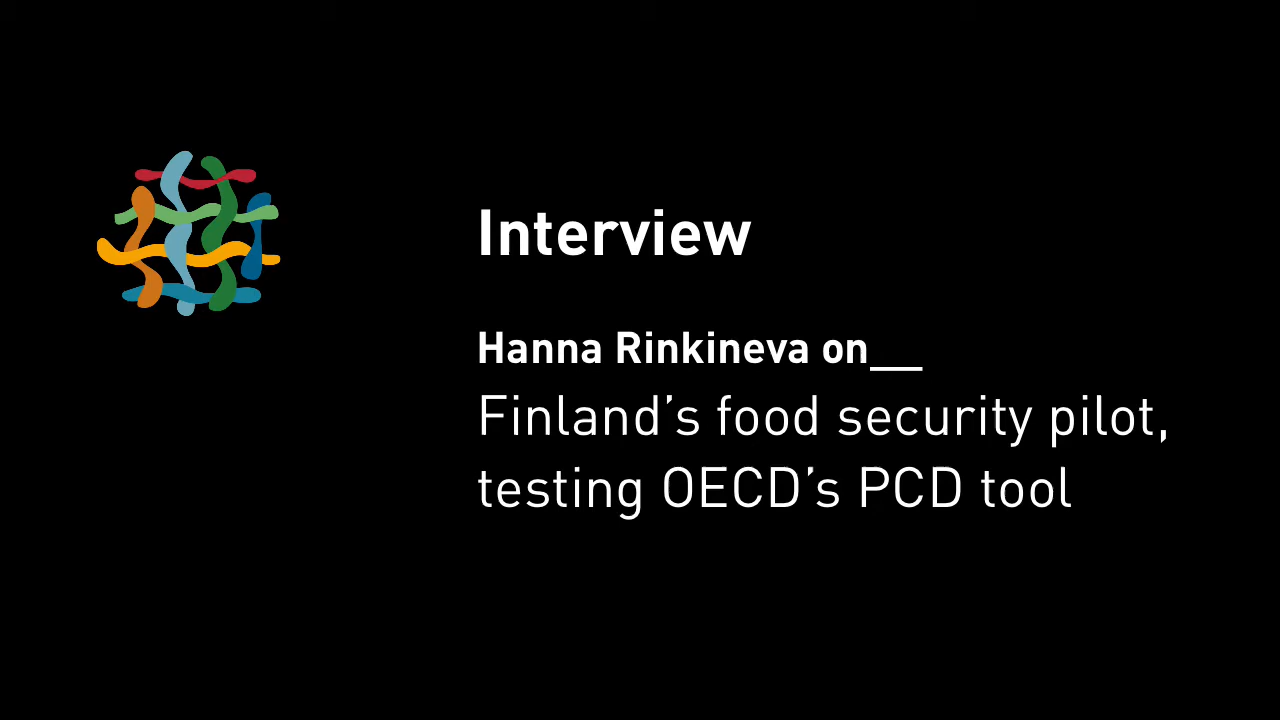 Interview
Hanna Rinkineva on__
Finland’s food security pilot,
testing OECD’s PCD tool